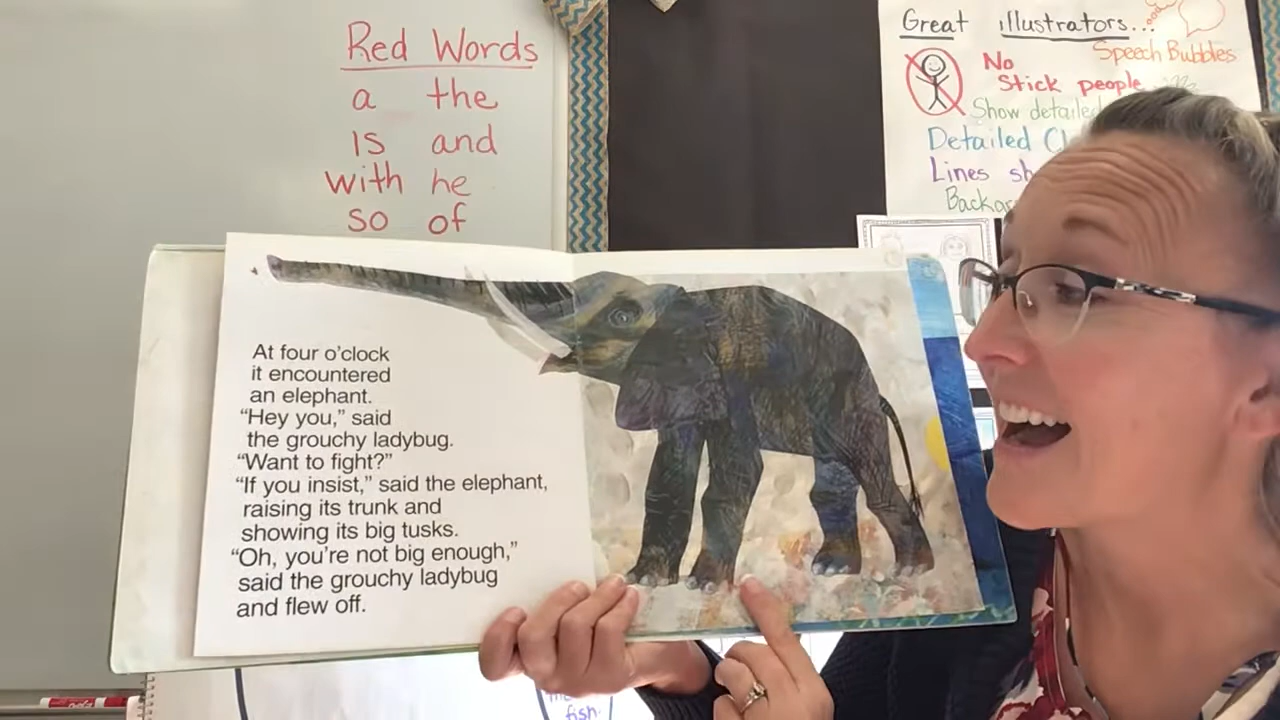 Red Words
a the
is and
with he
so of
Great illustrators...
Speech Bubbles
No
Stick people
Show detailed
Detailed
Lines
At four o'clock
it encountered
an elephant.
"Hey you," said
the grouchy ladybug.
"Want to fight?"
"If you insist," said the elephant,
raising its trunk and
showing its big tusks.
"Oh, you're not big enough,"
said the grouchy ladybug
and flew off.
fish